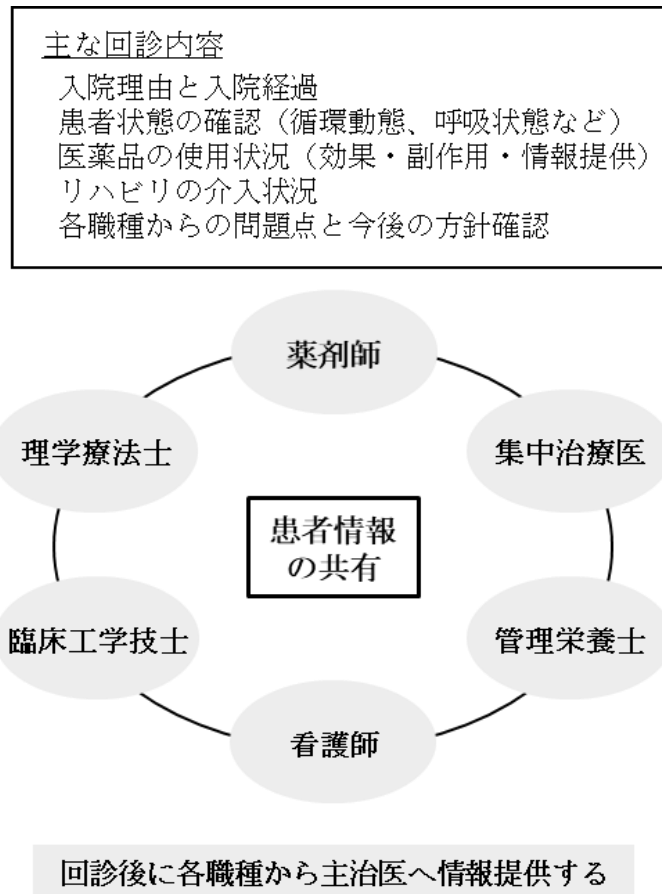 主な回診内容
入院理由と入院経過
患者状態の確認（循環動態、呼吸状態など）
医薬品の使用状況（効果・副作用・情報提供）
リハビリの介入状況
各職種からの問題点と今後の方針確認
薬剤師
理学療法士
集中治療医
患者情報
の共有
臨床工学技士
管理栄養士
看護師
回診後に各職種から主治医へ情報提供する